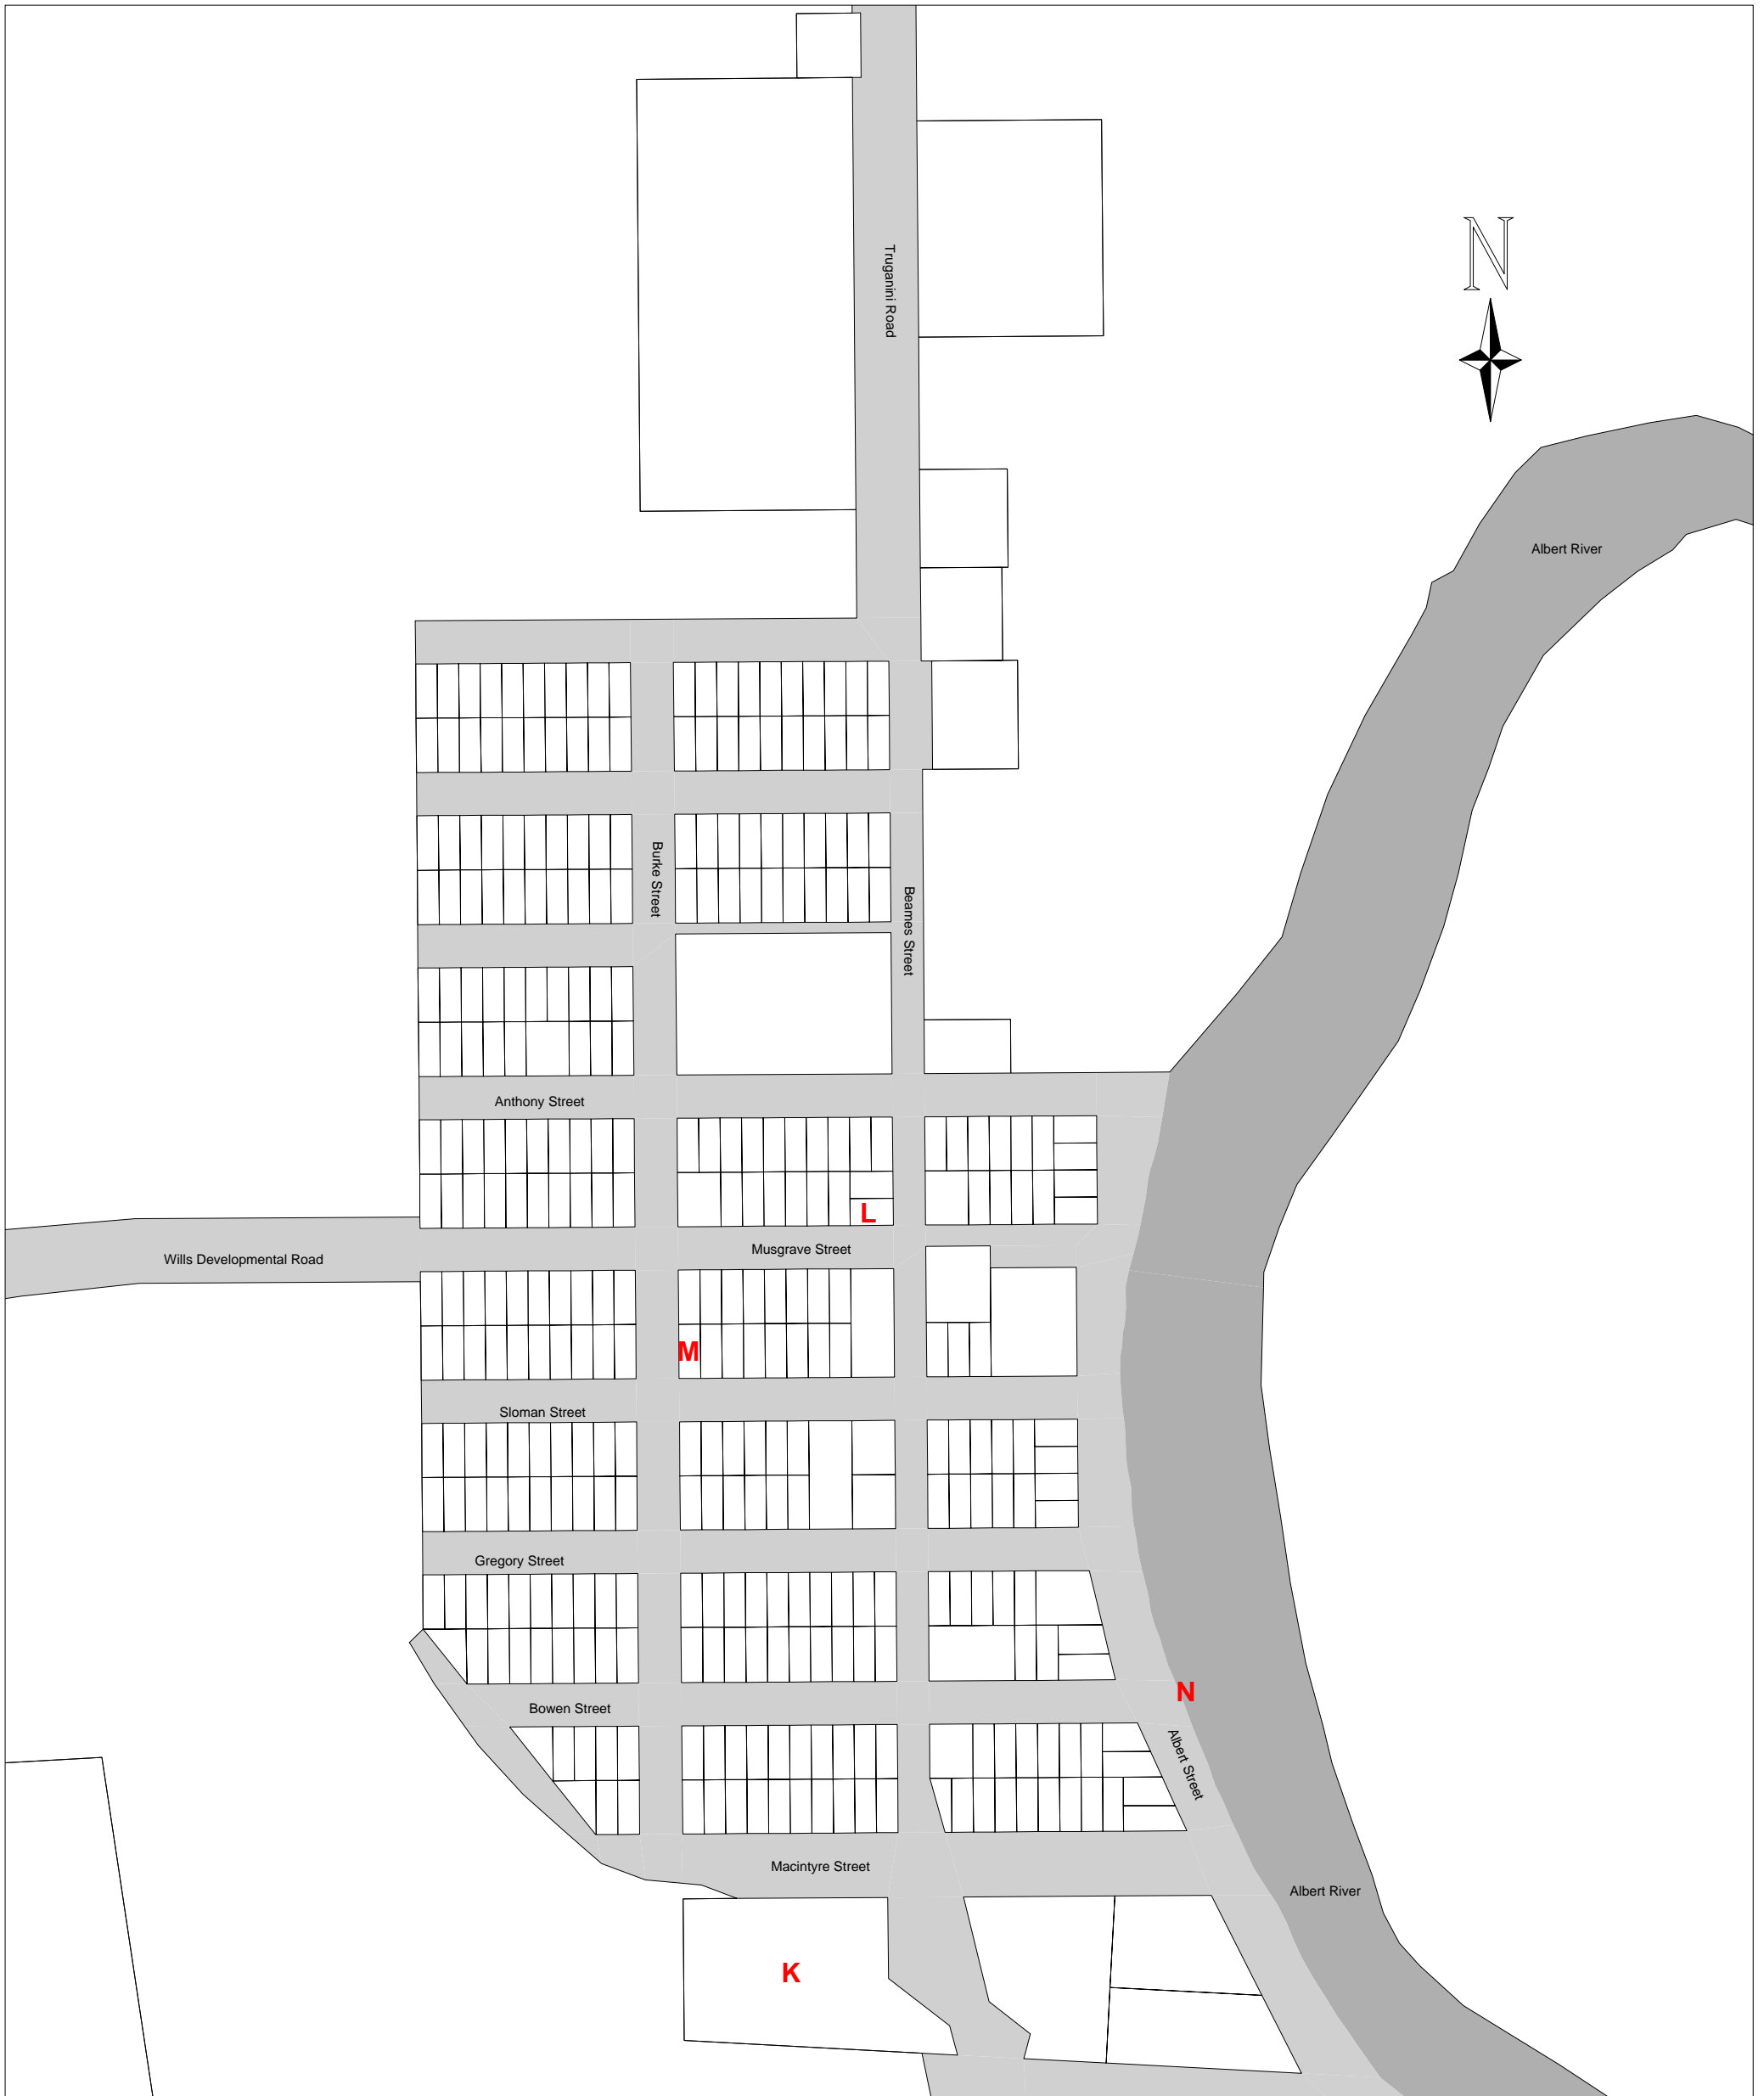 N
Truganini Road
Albert River
Burke Street
Beames Street
Anthony Street
L
Musgrave Street
Wills Developmental Road
M
Sloman Street
Gregory Street
N
Bowen Street
Albert Street
Macintyre Street
Albert River
K